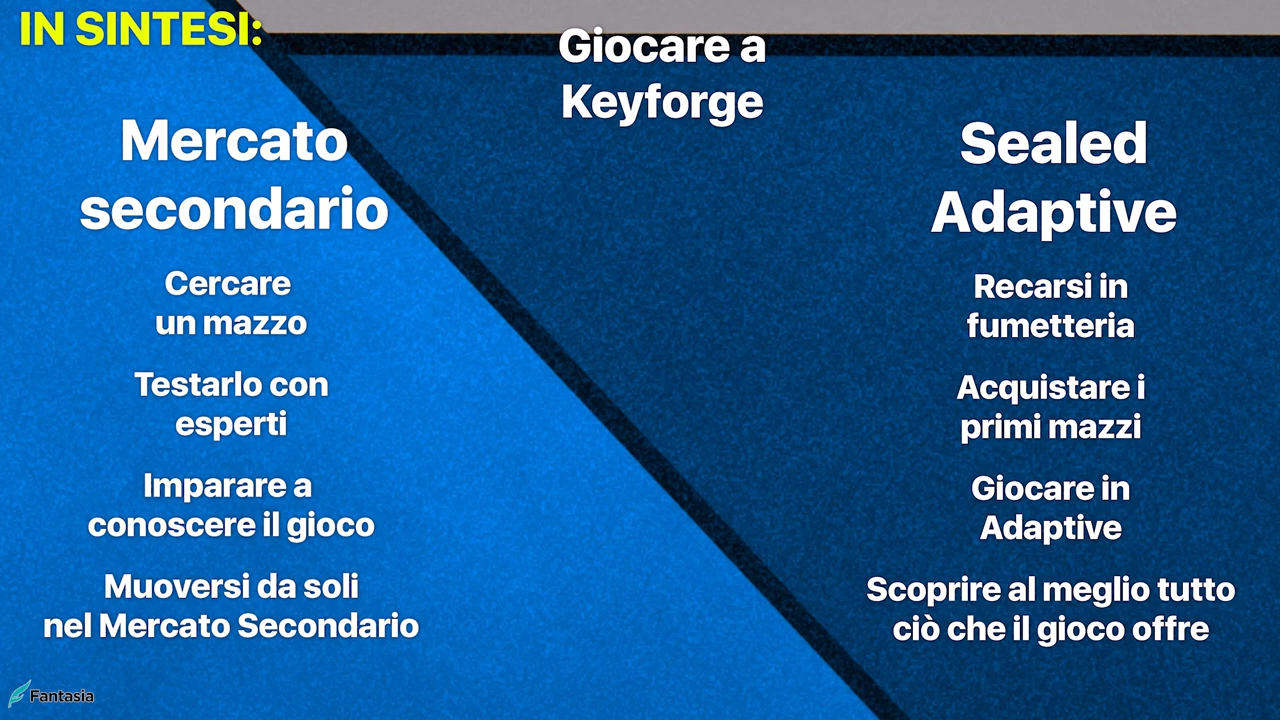 IN SINTESI:
Giocare a
Keyforge
Mercato
secondario
Cercare
un mazzo
Testarlo con
esperti
Imparare a
conoscere il gioco
Muoversi da soli
nel Mercato Secondario
Sealed
Adaptive
Recarsi in
fumetteria
Acquistare i
primi mazzi
Giocare in
Adaptive
Scoprire al meglio tutto
ciò che il gioco offre
Fantasia